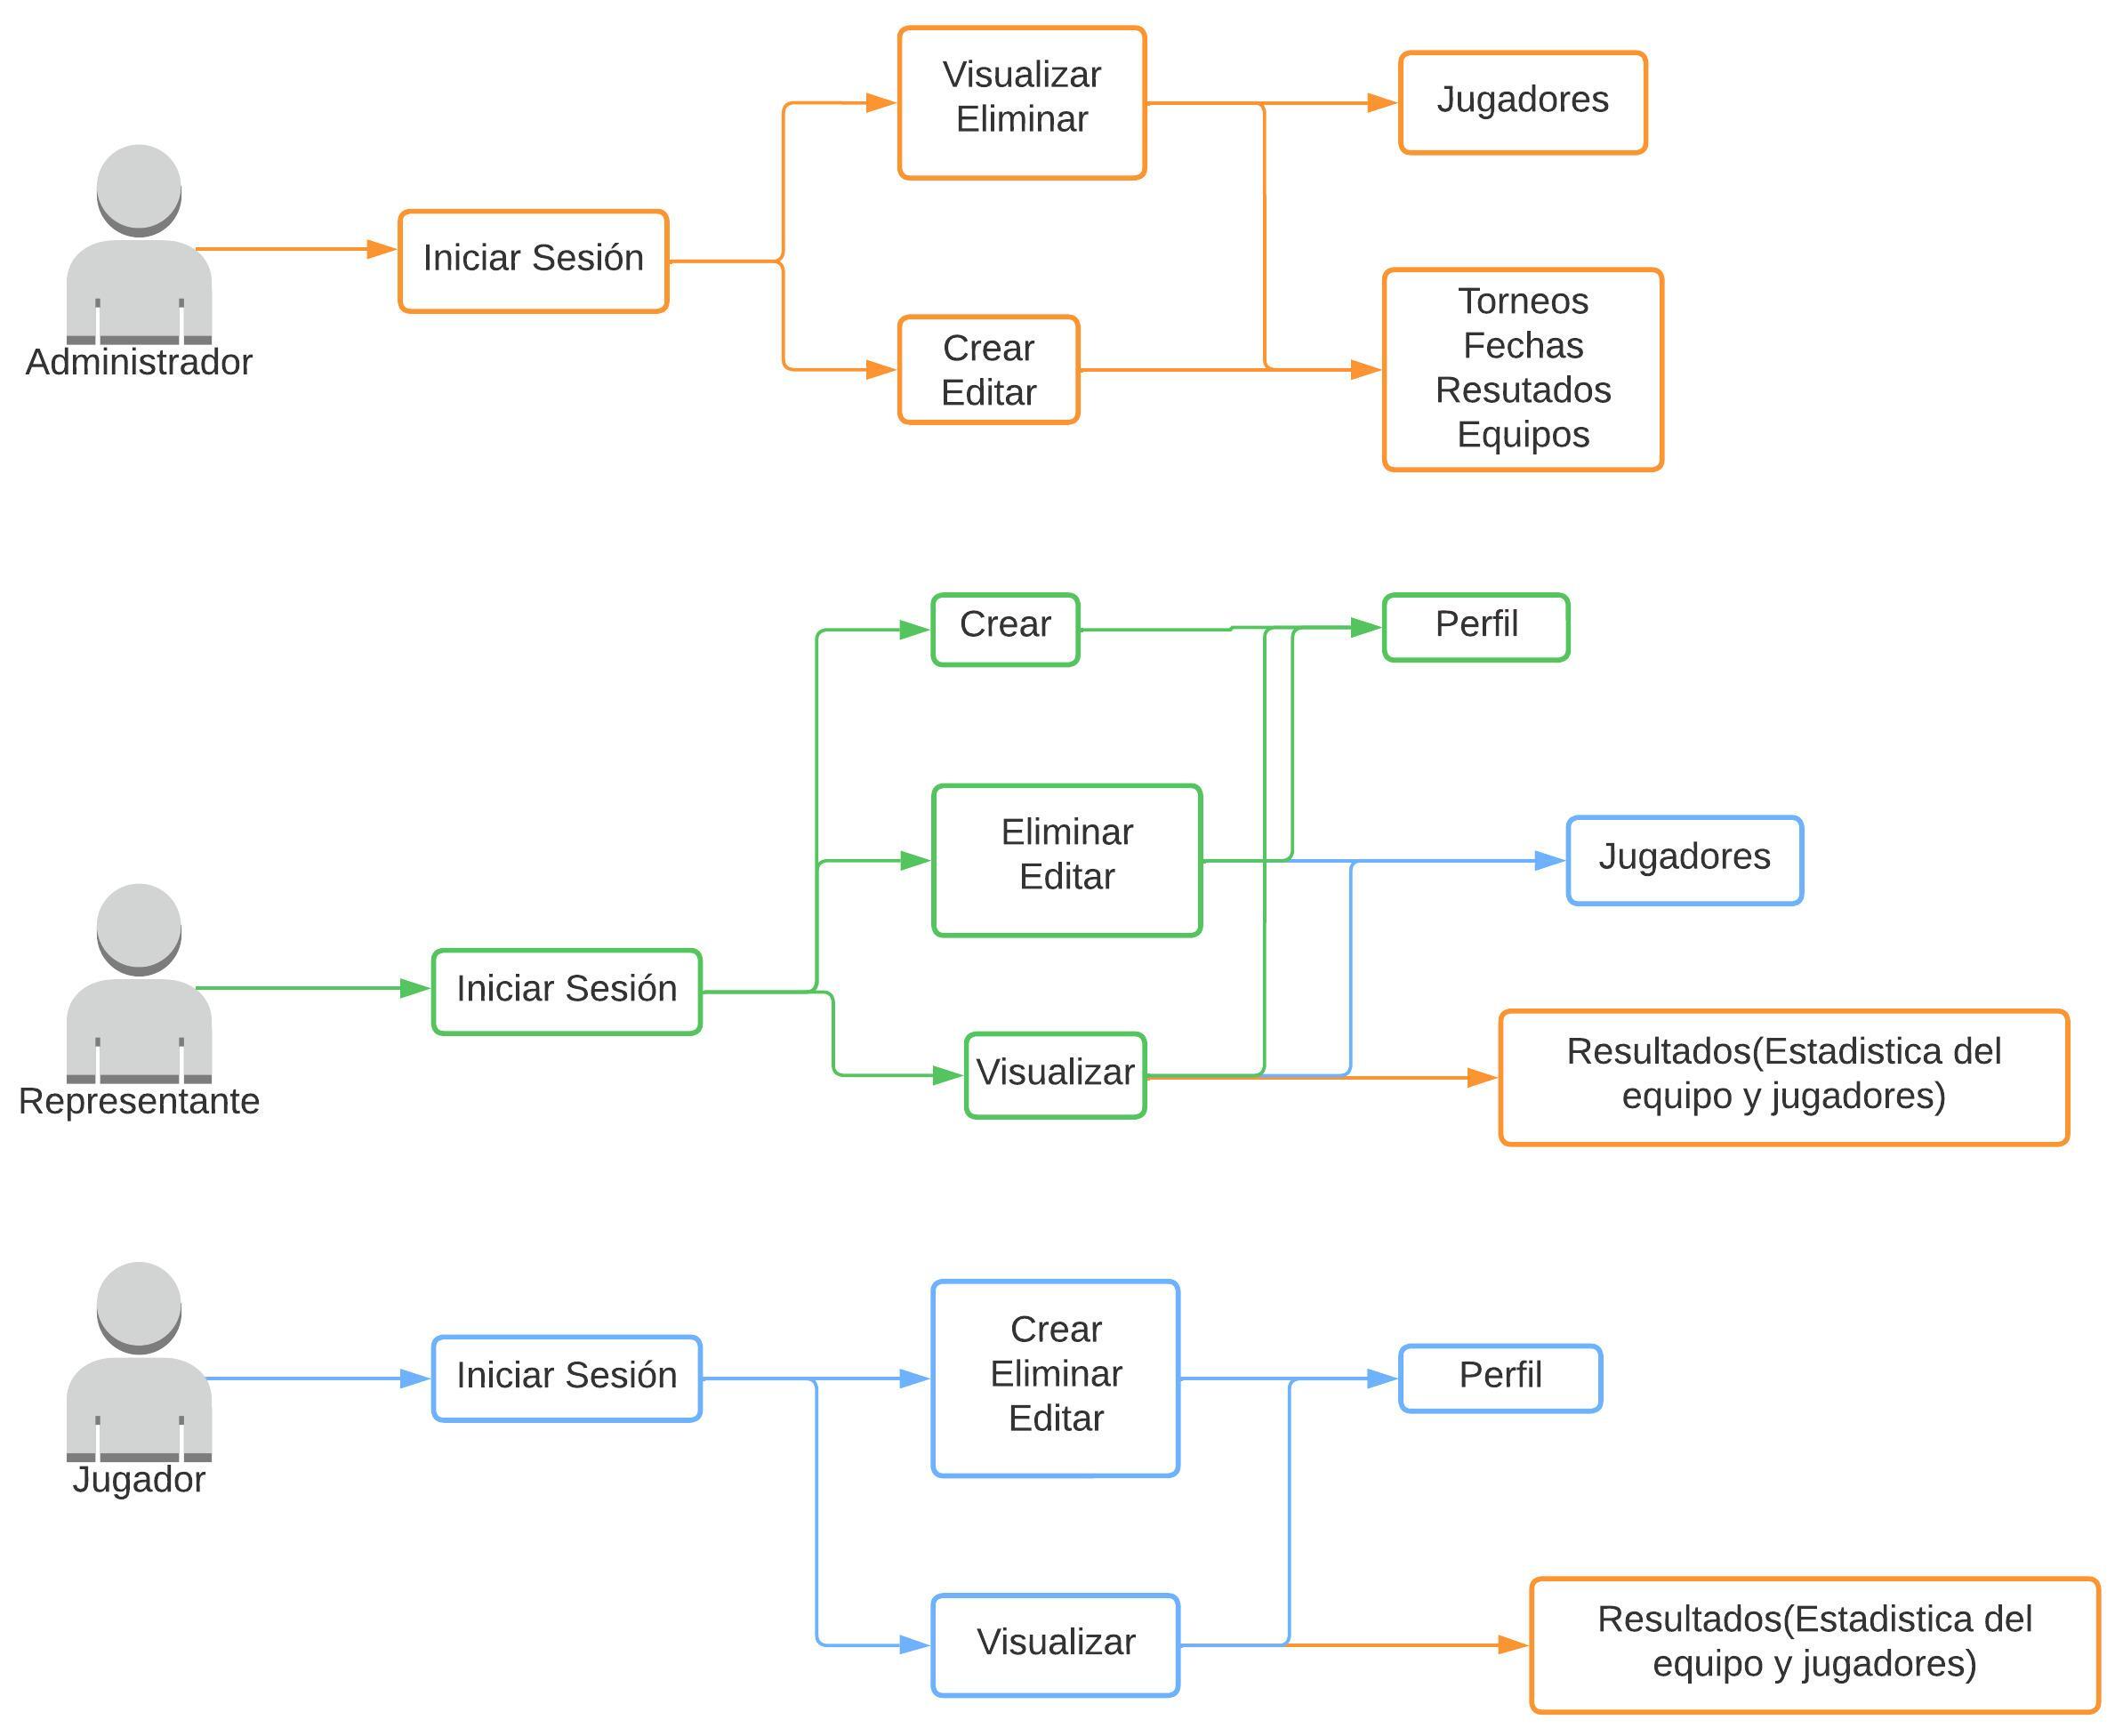 Administrador
Iniciar Sesión
Visualizar
Eliminar
Crear
Editar
Jugadores
Torneos
Fechas
Resutados
Equipos
Representante
Iniciar Sesión
Crear
Eliminar
Editar
Visualizar
Perfil
Jugadores
Resultados(Estadistica del
equipo y jugadores)
Jugador
Iniciar Sesión
Crear
Eliminar
Editar
Visualizar
Perfil
Resultados(Estadistica del
equipo y jugadores)